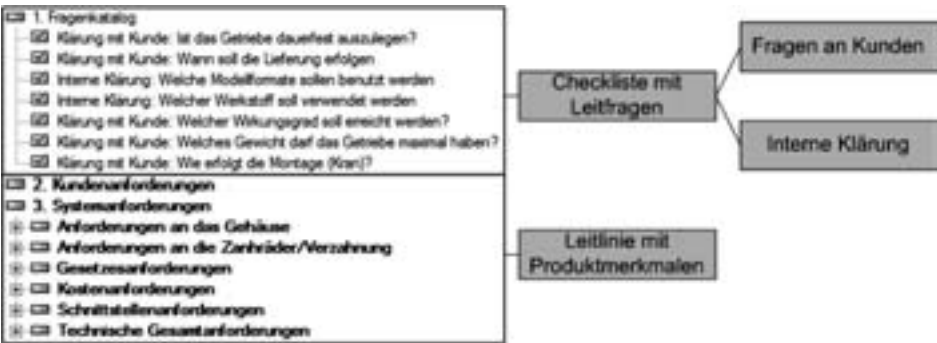 1. Fragenkatalog
Klärung mit Kunde: Ist das Getriebe dauerfest auszulegen?
Klärung mit Kunde: Wann soll die Lieferung erfolgen
Interne Klärung: Welche Modellformate sollen benutzt werden
Interne Klärung: Welcher Werkstoff soll verwendet werden
Klärung mit Kunde: Welcher Wirkungsgrad soll erreicht werden?
Klärung mit Kunde: Welches Gewicht darf das Getriebe maximal haben?
Klärung mit Kunde: Wie erfolgt die Montage (Kran)?
2. Kundenanforderungen
3. Systemanforderungen
Anforderungen an das Gehäuse
Anforderungen an die Zahnräder/Verzahnung
Gesetzesanforderungen
Kostenanforderungen
Schnittstellenanforderungen
Technische Gesamtanforderungen
Checkliste mit
Leitfragen
Fragen an Kunden
Interne Klärung
Leitlinie mit
Produktmerkmalen